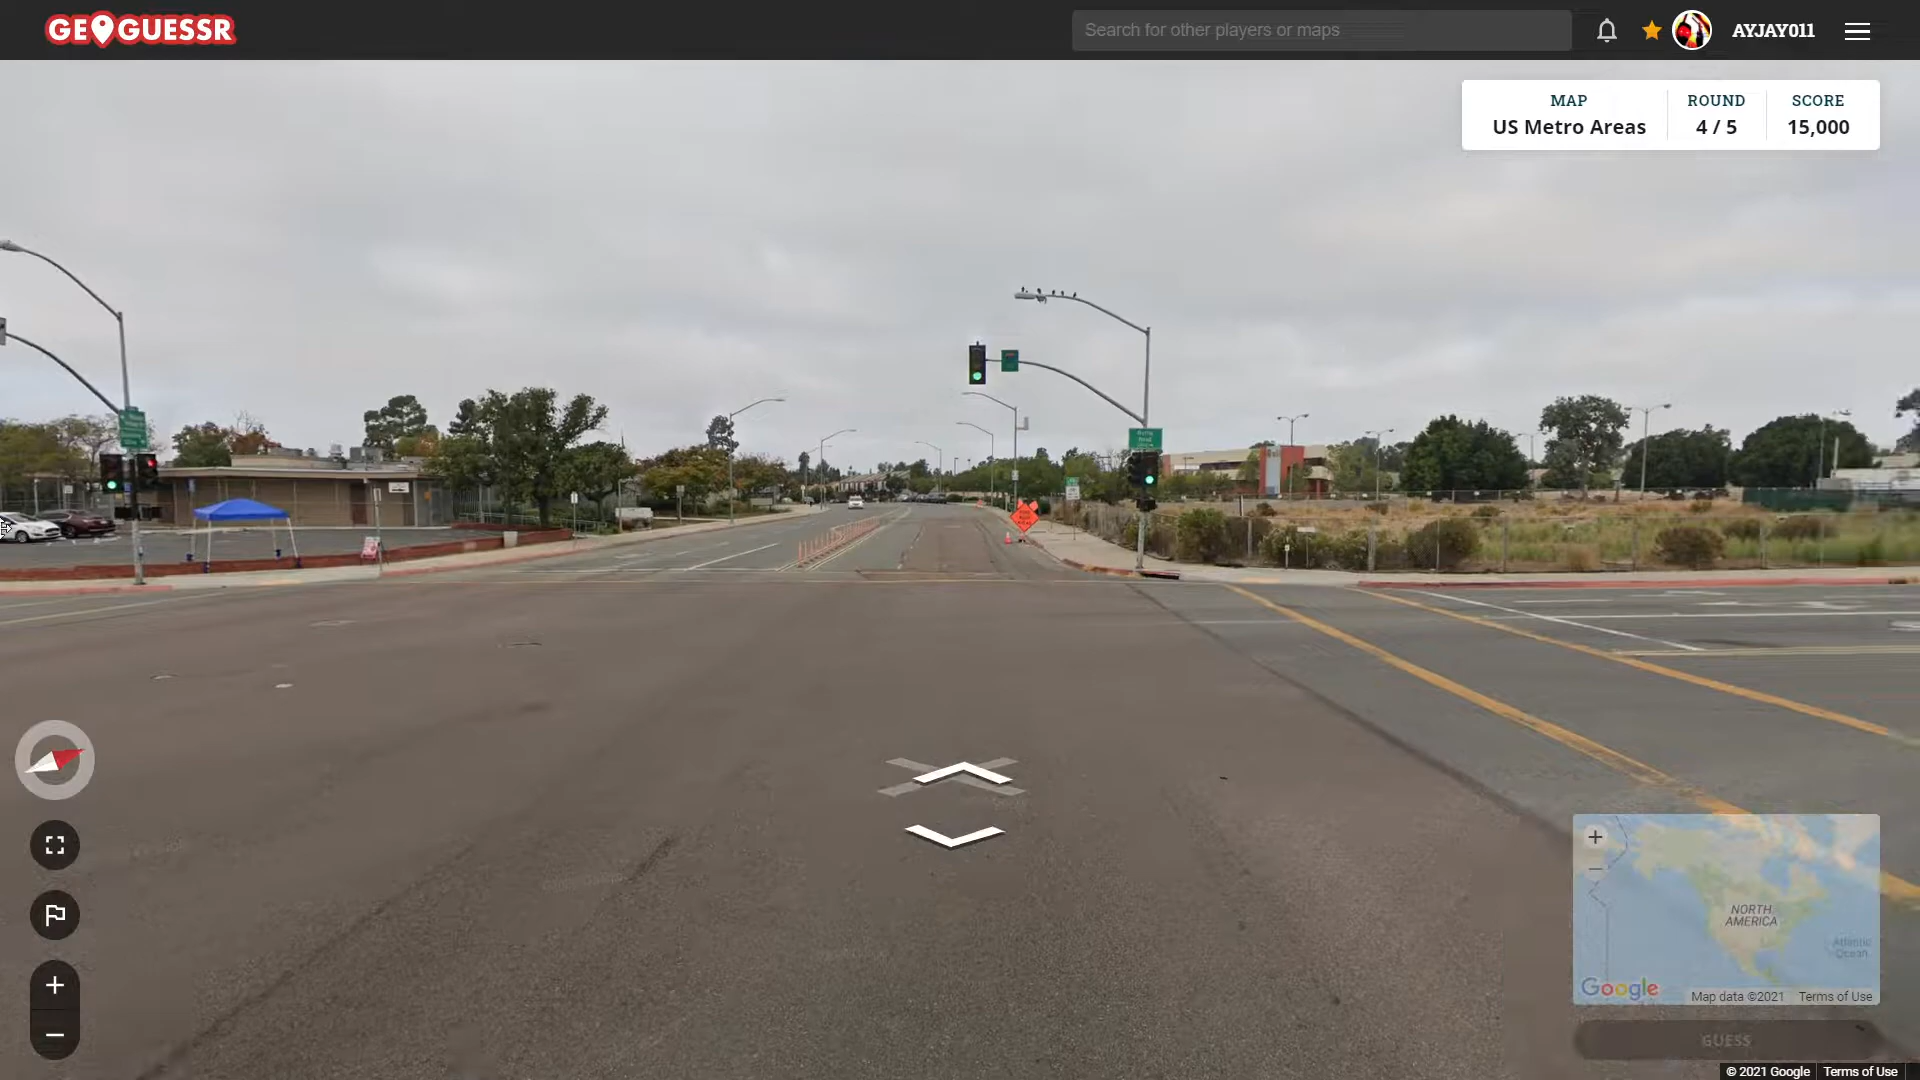 GEOGUESSR
Search for other players or maps
AYJAY011
MAP
US Metro Areas
ROUND
4 / 5
SCORE
15,000
NORTH
AMERICA
Atlantic
Ocean
Google
Map data ©2021
Terms of Use
GUESS
© 2021 Google
Terms of Use